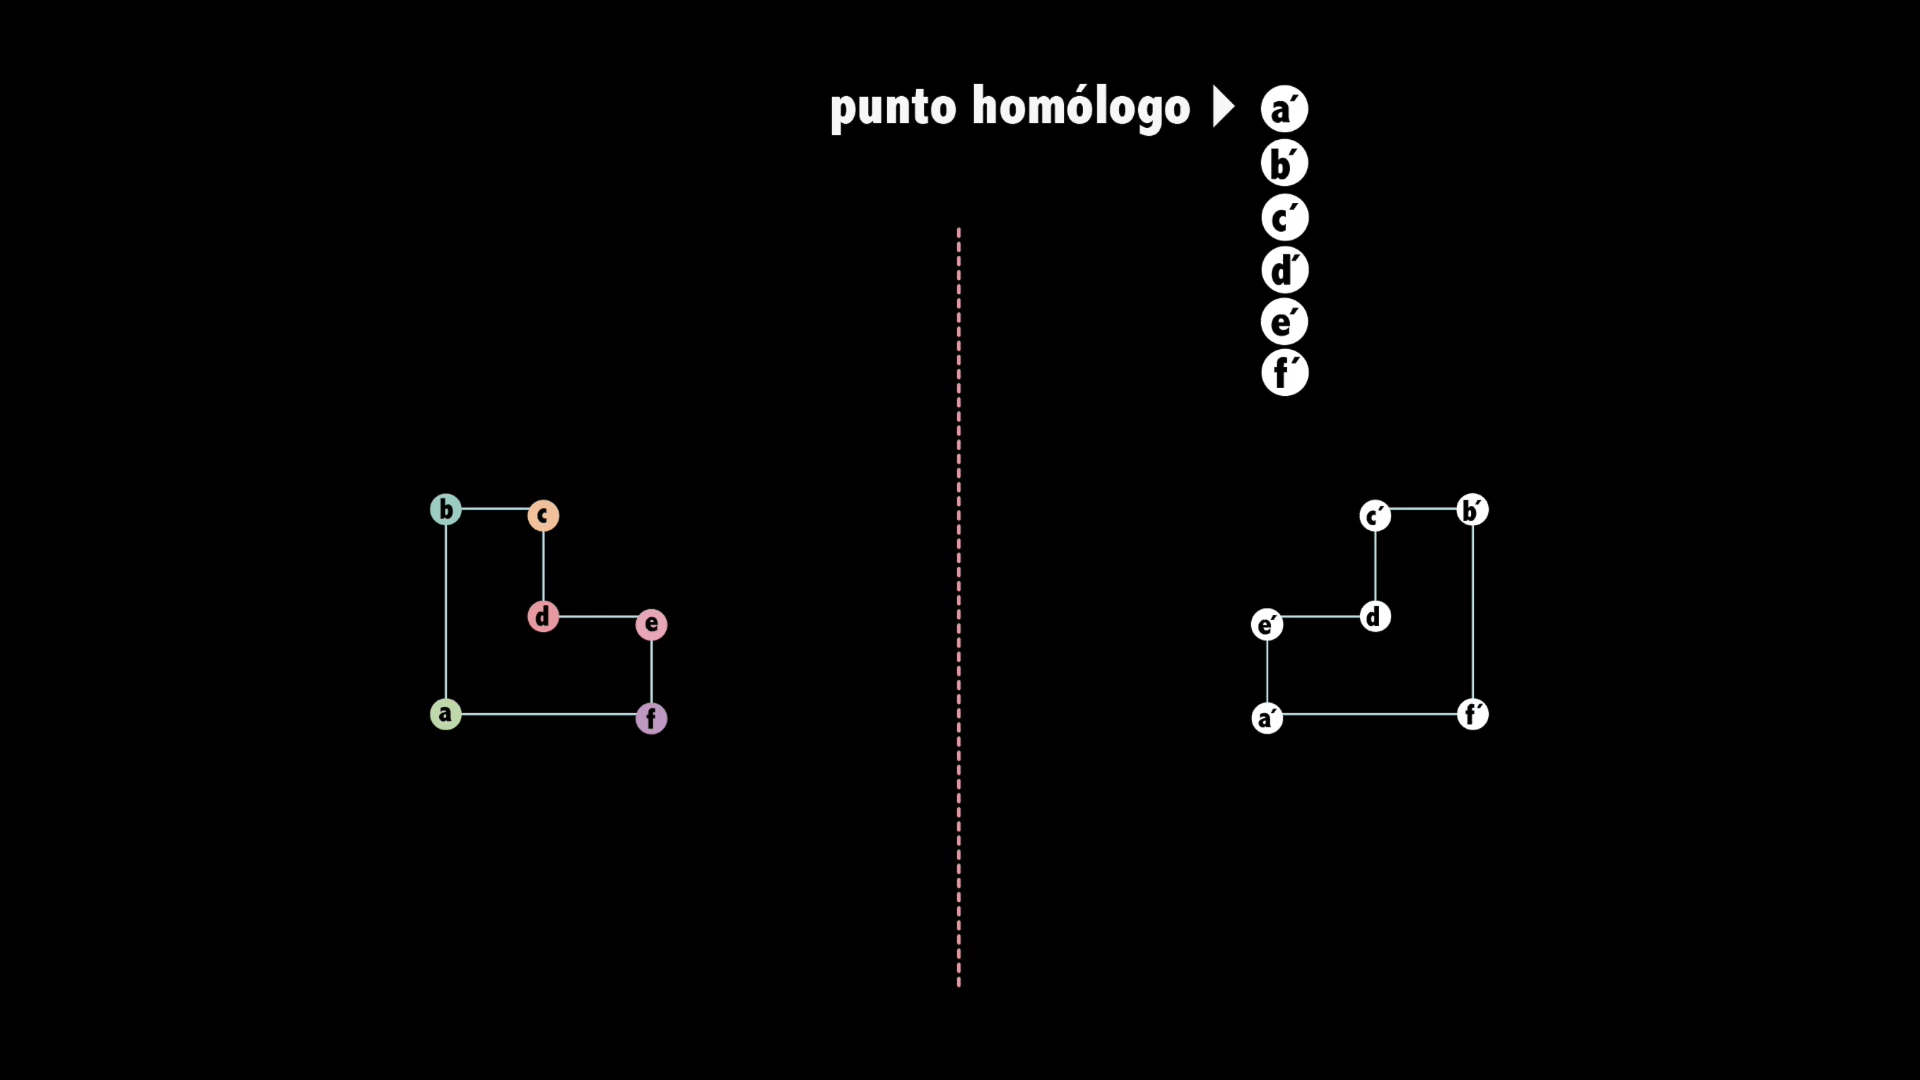 punto homólogo ▶ a´
b´
c´
d´
e´
f´
b c
d e
a f
c´ b´
e´ d
a´ f´